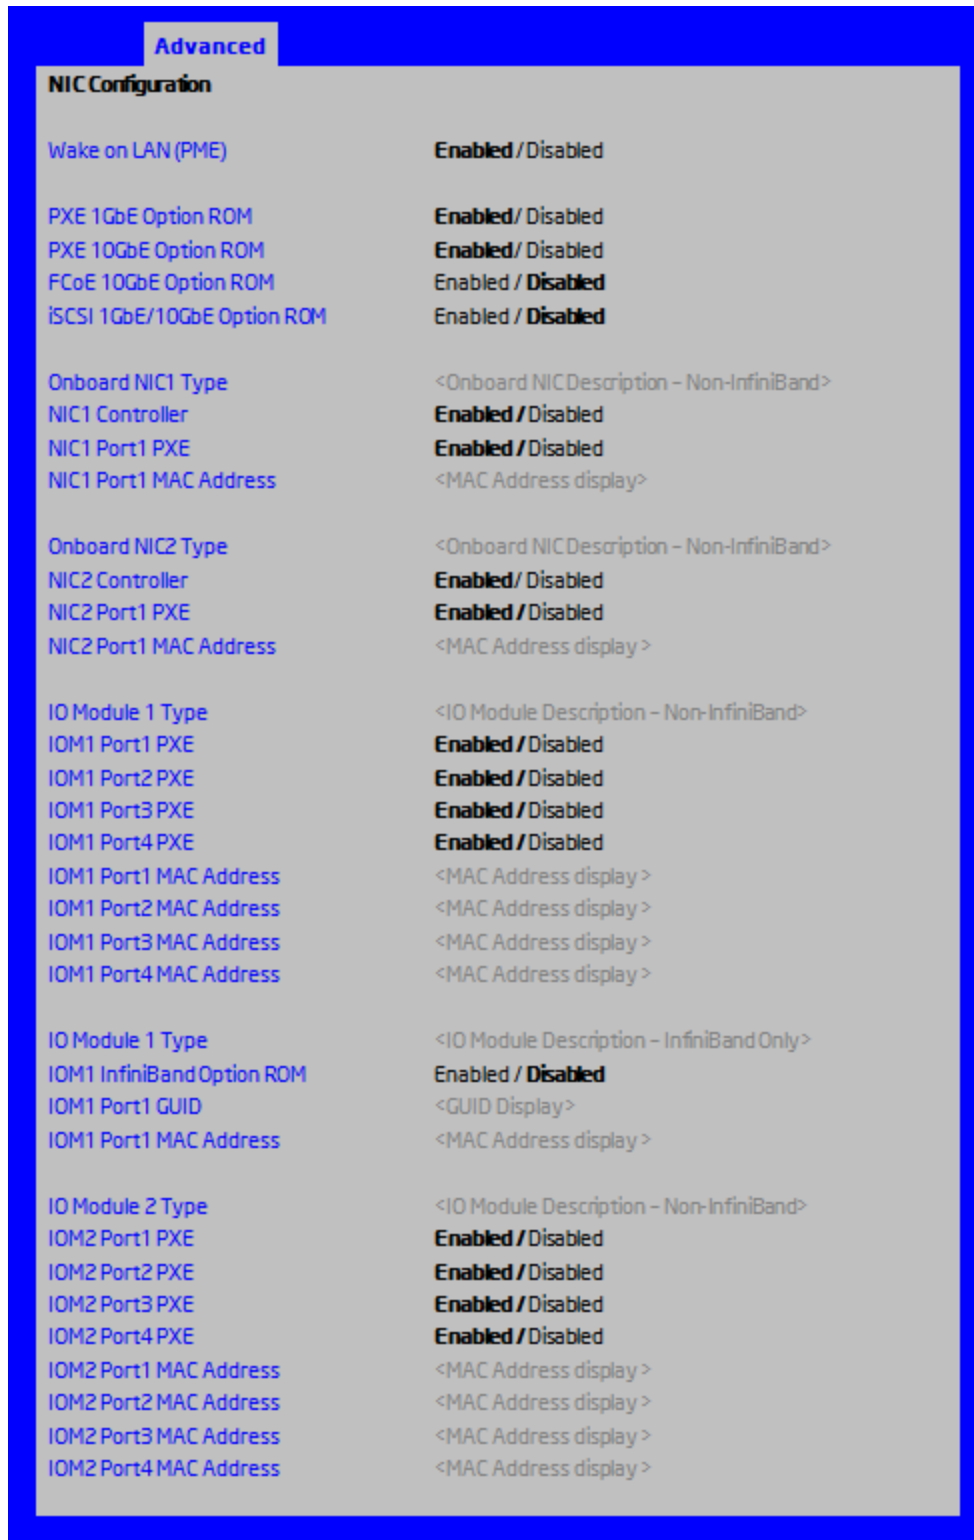 Advanced
NIC Configuration
Wake on LAN (PME) Enabled / Disabled
PXE 1GbE Option ROM Enabled / Disabled
PXE 10GbE Option ROM Enabled / Disabled
FCoE 10GbE Option ROM Enabled / Disabled
iSCSI 1GbE/10GbE Option ROM Enabled / Disabled
Onboard NIC1 Type <Onboard NIC Description – Non-InfiniBand>
NIC1 Controller Enabled / Disabled
NIC1 Port1 PXE Enabled / Disabled
NIC1 Port1 MAC Address <MAC Address display>
Onboard NIC2 Type <Onboard NIC Description – Non-InfiniBand>
NIC2 Controller Enabled / Disabled
NIC2 Port1 PXE Enabled / Disabled
NIC2 Port1 MAC Address <MAC Address display >
IO Module 1 Type <IO Module Description – Non-InfiniBand>
IOM1 Port1 PXE Enabled / Disabled
IOM1 Port2 PXE Enabled / Disabled
IOM1 Port3 PXE Enabled / Disabled
IOM1 Port4 PXE Enabled / Disabled
IOM1 Port1 MAC Address <MAC Address display >
IOM1 Port2 MAC Address <MAC Address display >
IOM1 Port3 MAC Address <MAC Address display >
IOM1 Port4 MAC Address <MAC Address display >
IO Module 1 Type <IO Module Description – InfiniBand Only>
IOM1 InfiniBand Option ROM Enabled / Disabled
IOM1 Port1 GUID <GUID Display>
IOM1 Port1 MAC Address <MAC Address display >
IO Module 2 Type <IO Module Description – Non-InfiniBand>
IOM2 Port1 PXE Enabled / Disabled
IOM2 Port2 PXE Enabled / Disabled
IOM2 Port3 PXE Enabled / Disabled
IOM2 Port4 PXE Enabled / Disabled
IOM2 Port1 MAC Address <MAC Address display >
IOM2 Port2 MAC Address <MAC Address display >
IOM2 Port3 MAC Address <MAC Address display >
IOM2 Port4 MAC Address <MAC Address display >